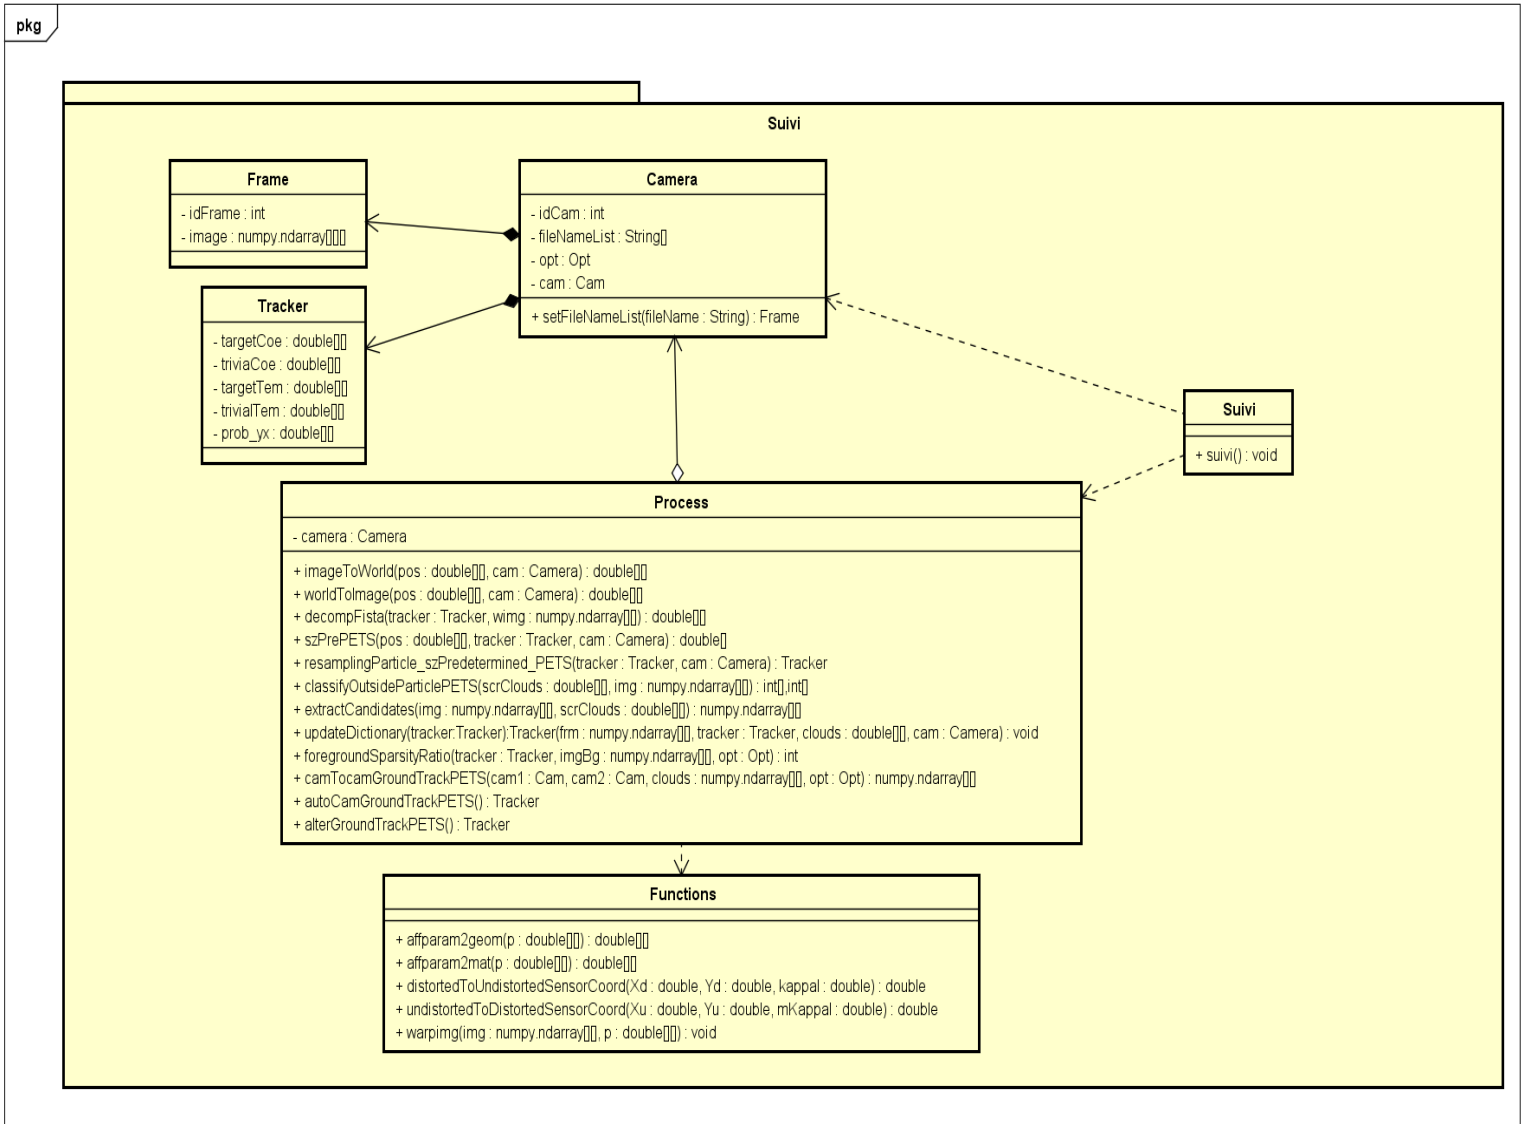 pkg
Suivi
Frame
- idFrame : int
- image : numpy.ndarray[][][]
Camera
- idCam : int
- fileNameList : String[]
- opt : Opt
- cam : Cam
+ setFileNameList(fileName : String) : Frame
Tracker
- targetCoe : double[][]
- triviaCoe : double[][]
- targetTem : double[][]
- trivialTem : double[][]
- prob_yx : double[][]
Suivi
+ suivi() : void
Process
- camera : Camera
+ imageToWorld(pos : double[][], cam : Camera) : double[][]
+ worldToImage(pos : double[][], cam : Camera) : double[][]
+ decompFista(tracker : Tracker, wimg : numpy.ndarray[][]) : double[][]
+ szPrePETS(pos : double[][], tracker : Tracker, cam : Camera) : double[]
+ resamplingParticle_szPredetermined_PETS(tracker : Tracker, cam : Camera) : Tracker
+ classifyOutsideParticlePETS(scrClouds : double[][], img : numpy.ndarray[][]) : int[],int[]
+ extractCandidates(img : numpy.ndarray[][], scrClouds : double[][]) : numpy.ndarray[][]
+ updateDictionary(tracker:Tracker):Tracker(frm : numpy.ndarray[][], tracker : Tracker, clouds : double[][], cam : Camera) : void
+ foregroundSparsityRatio(tracker : Tracker, imgBg : numpy.ndarray[][], opt : Opt) : int
+ camTocamGroundTrackPETS(cam1 : Cam, cam2 : Cam, clouds : numpy.ndarray[][], opt : Opt) : numpy.ndarray[][]
+ autoCamGroundTrackPETS() : Tracker
+ alterGroundTrackPETS() : Tracker
Functions
+ affparam2geom(p : double[][]) : double[][]
+ affparam2mat(p : double[][]) : double[][]
+ distortedToUndistortedSensorCoord(Xd : double, Yd : double, kappal : double) : double
+ undistortedToDistortedSensorCoord(Xu : double, Yu : double, mKappal : double) : double
+ warpimg(img : numpy.ndarray[][], p : double[][]) : void